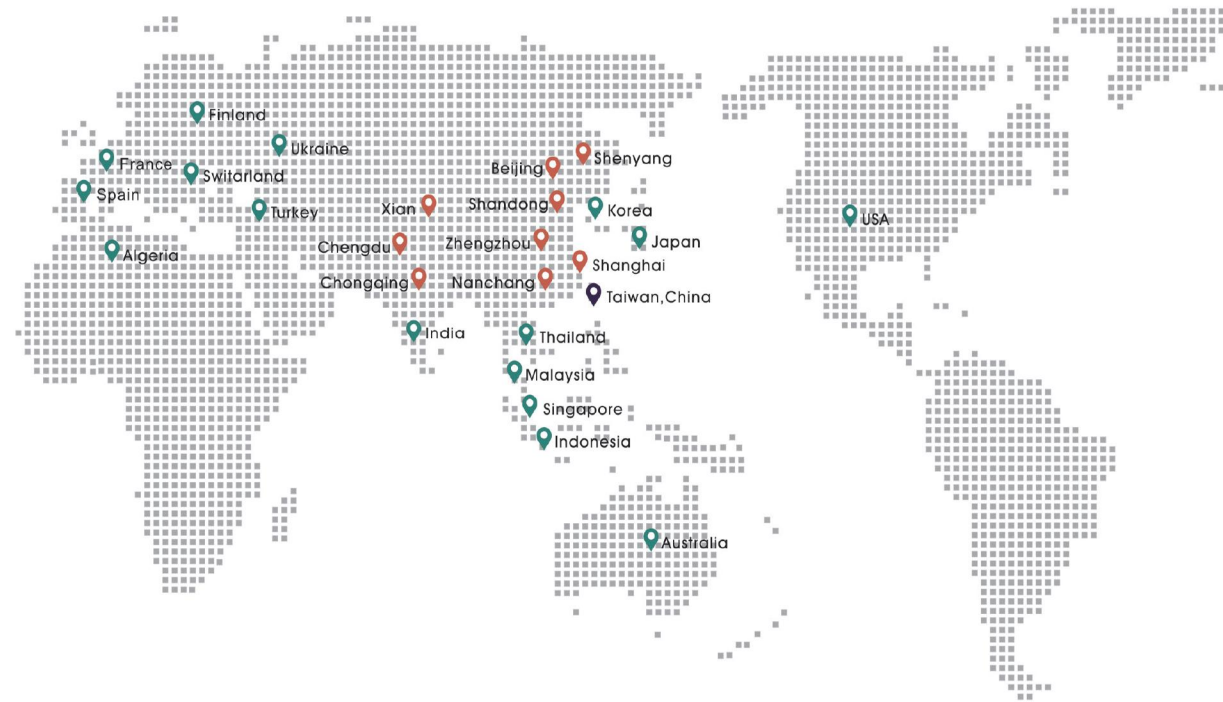 Finland
Ukraine
Shenyang
France
Beijing
Switarland
Spain
Xian
Shandong
Korea
Turkey
USA
Japan
Chengdu
Zhengzhou
Algeria
Shanghai
Chongqing
Nanchang
Taiwan,China
India
Thailand
Malaysia
Singapore
Indonesia
Australia